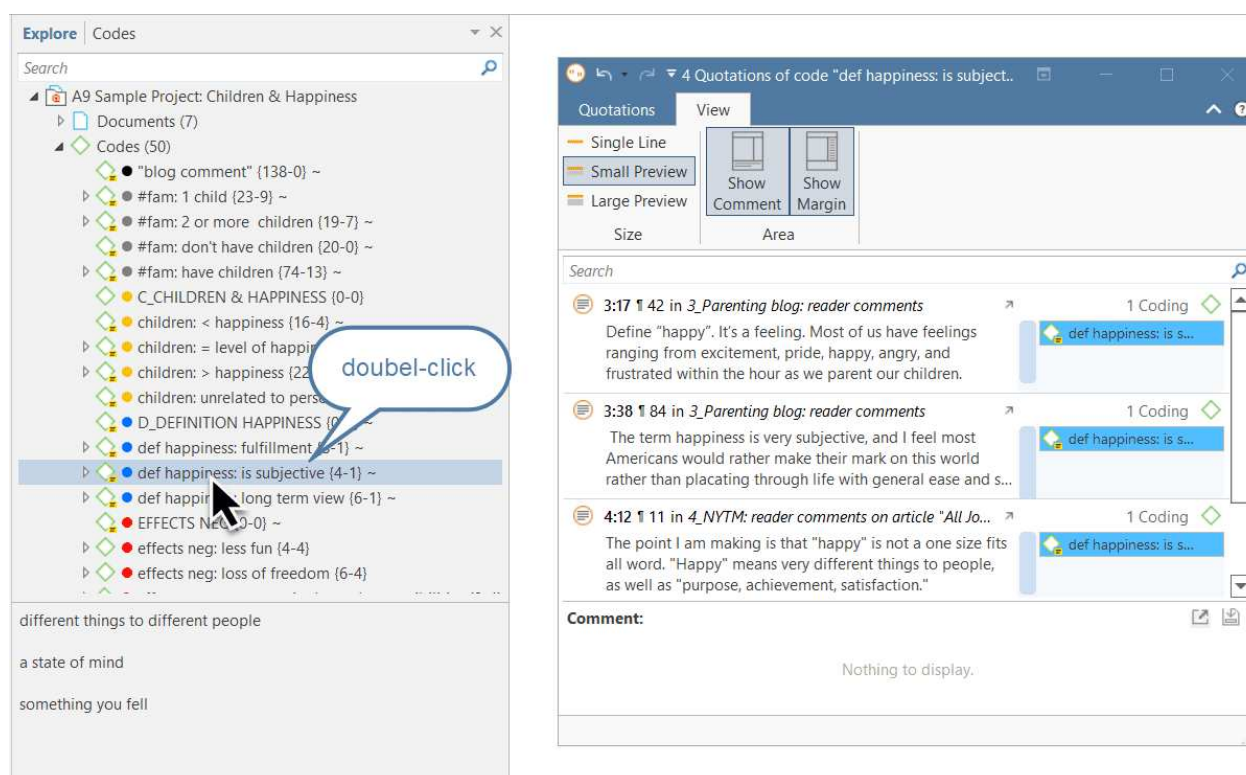 Explore Codes
Search
A9 Sample Project: Children & Happiness
Documents (7)
Codes (50)
"blog comment" {138-0} ~
#fam: 1 child {23-9} ~
#fam: 2 or more children {19-7} ~
#fam: don't have children {20-0} ~
#fam: have children {74-13} ~
C_CHILDREN & HAPPINESS {0-0}
children: < happiness {16-4} ~
children: = level of happin
children: > happiness {22
children: unrelated to pers
D_DEFINITION HAPPINESS {0 ~
def happiness: fulfillment -1} ~
def happiness: is subjective {4-1} ~
def happin long term view {6-1} ~
EFFECTS NEG -0} ~
effects neg: less fun {4-4}
effects neg: loss of freedom {6-4}
doubel-click
different things to different people
a state of mind
something you fell
4 Quotations of code "def happiness: is subject..
Quotations View
Single Line
Small Preview
Large Preview
Size
Show Comment
Show Margin
Area
Search
3:17 ¶ 42 in 3_Parenting blog: reader comments 1 Coding
Define "happy". It's a feeling. Most of us have feelings
ranging from excitement, pride, happy, angry, and
frustrated within the hour as we parent our children.
def happiness: is s...
3:38 ¶ 84 in 3_Parenting blog: reader comments 1 Coding
The term happiness is very subjective, and I feel most
Americans would rather make their mark on this world
rather than placating through life with general ease and s...
def happiness: is s...
4:12 ¶ 11 in 4_NYTM: reader comments on article "All Jo... 1 Coding
The point I am making is that "happy" is not a one size fits
all word. "Happy" means very different things to people,
as well as "purpose, achievement, satisfaction."
def happiness: is s...
Comment:
Nothing to display.